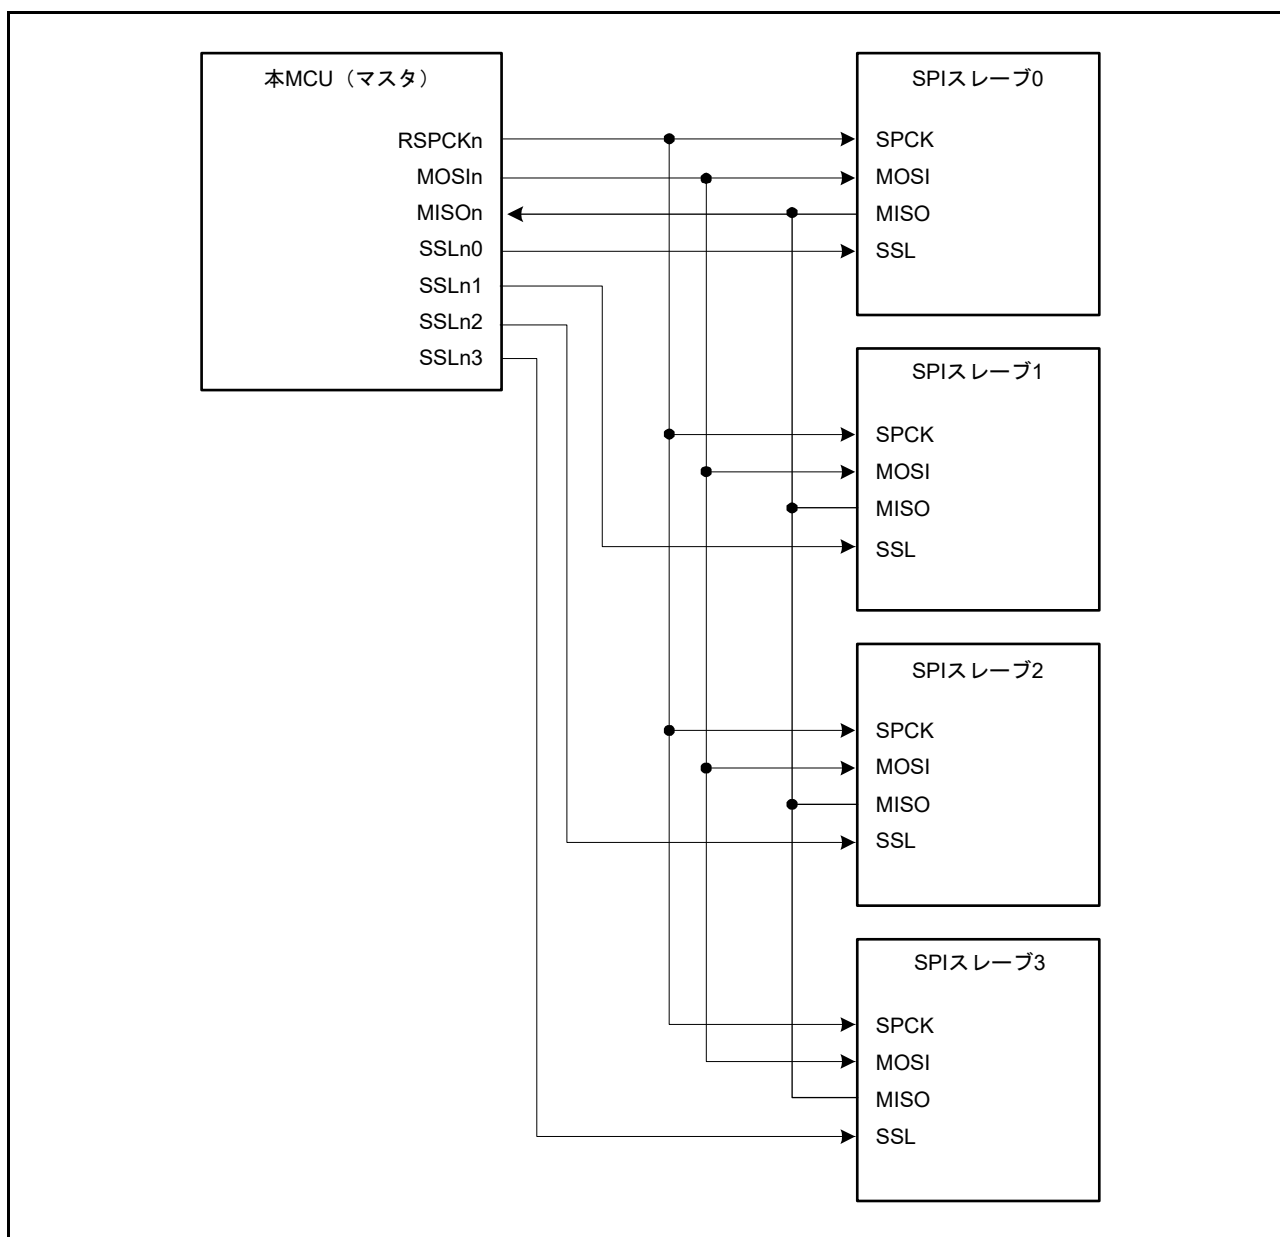 本MCU（マスタ）
RSPCKn
MOSIn
MISOn
SSLn0
SSLn1
SSLn2
SSLn3
SPIスレーブ0
SPCK
MOSI
MISO
SSL
SPIスレーブ1
SPCK
MOSI
MISO
SSL
SPIスレーブ2
SPCK
MOSI
MISO
SSL
SPIスレーブ3
SPCK
MOSI
MISO
SSL